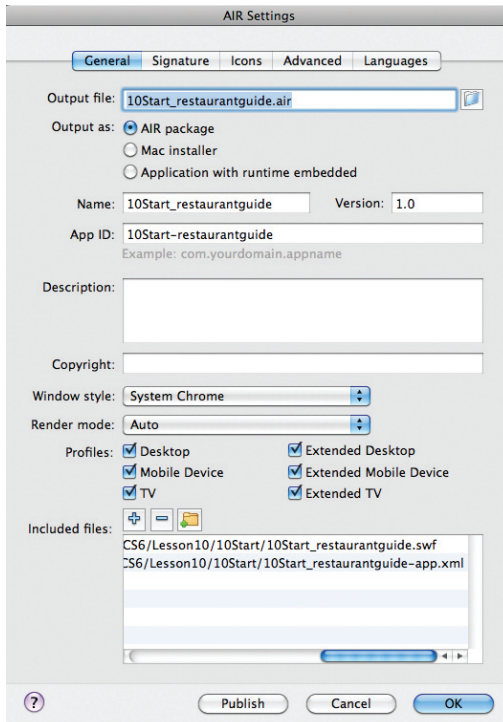 AIR Settings
General Signature Icons Advanced Languages
Output file: 10Start_restaurantguide.air
Output as: AIR package
Mac installer
Application with runtime embedded
Name: 10Start_restaurantguide Version: 1.0
App ID: 10Start-restaurantguide
Example: com.yourdomain.appname
Description:
Copyright:
Window style: System Chrome
Render mode: Auto
Profiles: Desktop Extended Desktop
Mobile Device Extended Mobile Device
TV Extended TV
Included files:
CS6/Lesson10/10Start/10Start_restaurantguide.swf
CS6/Lesson10/10Start/10Start_restaurantguide-app.xml
? Publish Cancel OK